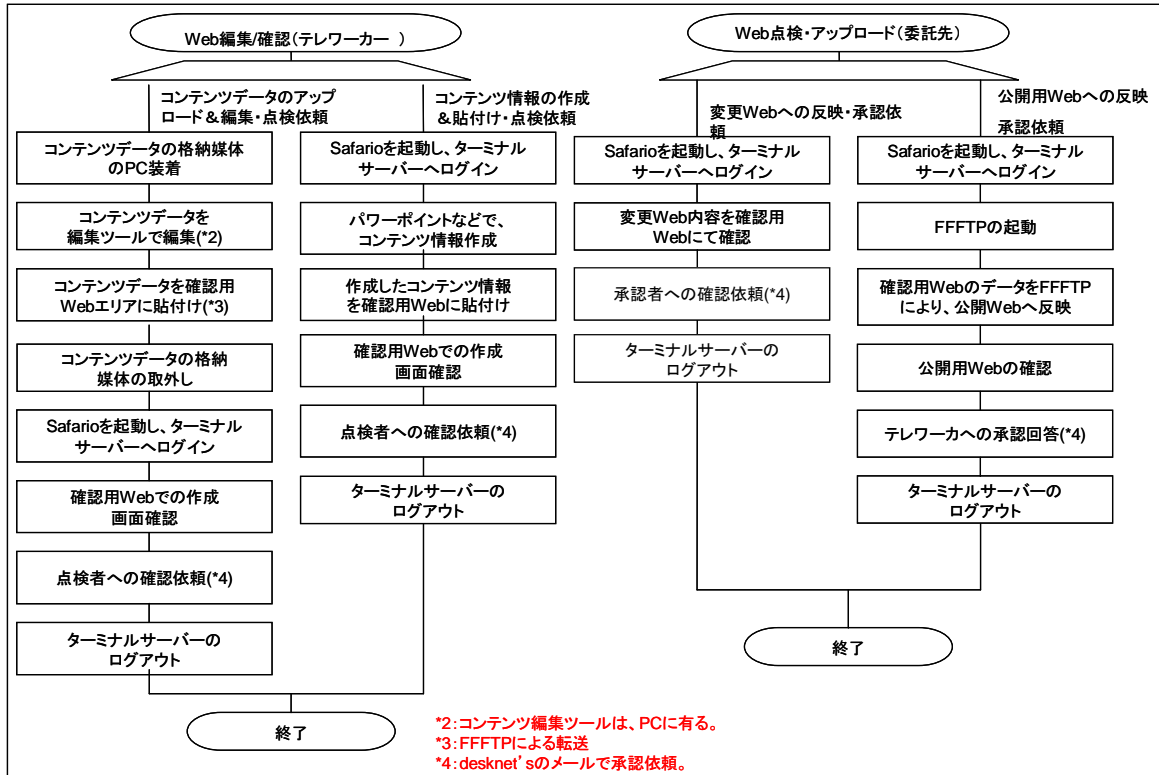 Web編集/確認(テレワーカー )
コンテンツデータのアップ
ロード&編集・点検依頼
コンテンツデータの格納媒体
のPC装着
コンテンツデータを
編集ツールで編集(*2)
コンテンツデータを確認用
Webエリアに貼付け(*3)
コンテンツデータの格納
媒体の取外し
Safarioを起動し、ターミナル
サーバーへログイン
確認用Webでの作成
画面確認
点検者への確認依頼(*4)
ターミナルサーバーの
ログアウト
コンテンツ情報の作成
&貼付け・点検依頼
Safarioを起動し、ターミナル
サーバーへログイン
パワーポイントなどで、
コンテンツ情報作成
作成したコンテンツ情報
を確認用Webに貼付け
確認用Webでの作成
画面確認
点検者への確認依頼(*4)
ターミナルサーバーの
ログアウト
終了
Web点検・アップロード(委託先)
変更Webへの反映・承認依
頼
Safarioを起動し、ターミナル
サーバーへログイン
変更Web内容を確認用
Webにて確認
承認者への確認依頼(*4)
ターミナルサーバーの
ログアウト
公開用Webへの反映
承認依頼
Safarioを起動し、ターミナル
サーバーへログイン
FFFTPの起動
確認用WebのデータをFFFTP
により、公開Webへ反映
公開用Webの確認
テレワーカへの承認回答(*4)
ターミナルサーバーの
ログアウト
終了
*2:コンテンツ編集ツールは、PCに有る。
*3:FFFTPによる転送
*4:desknet'sのメールで承認依頼。